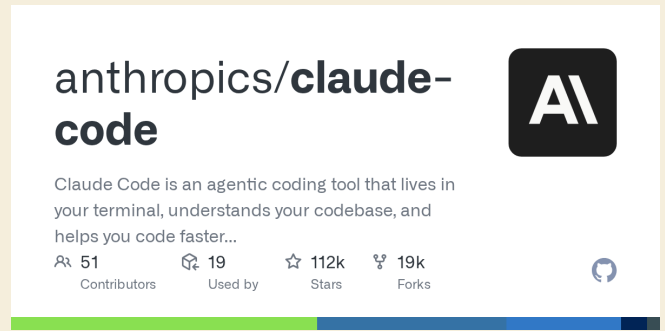 anthropics/claude-
code
Claude Code is an agentic coding tool that lives in
your terminal, understands your codebase, and
helps you code faster...
51
Contributors
19
Used by
112k
Stars
19k
Forks